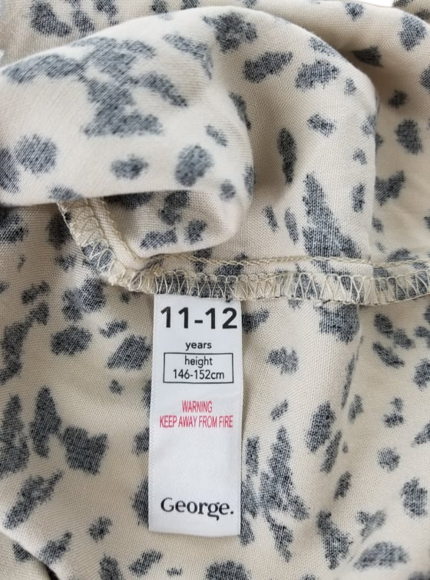 11-12
years
height
146-152cm
WARNING
KEEP AWAY FROM FIRE
George.